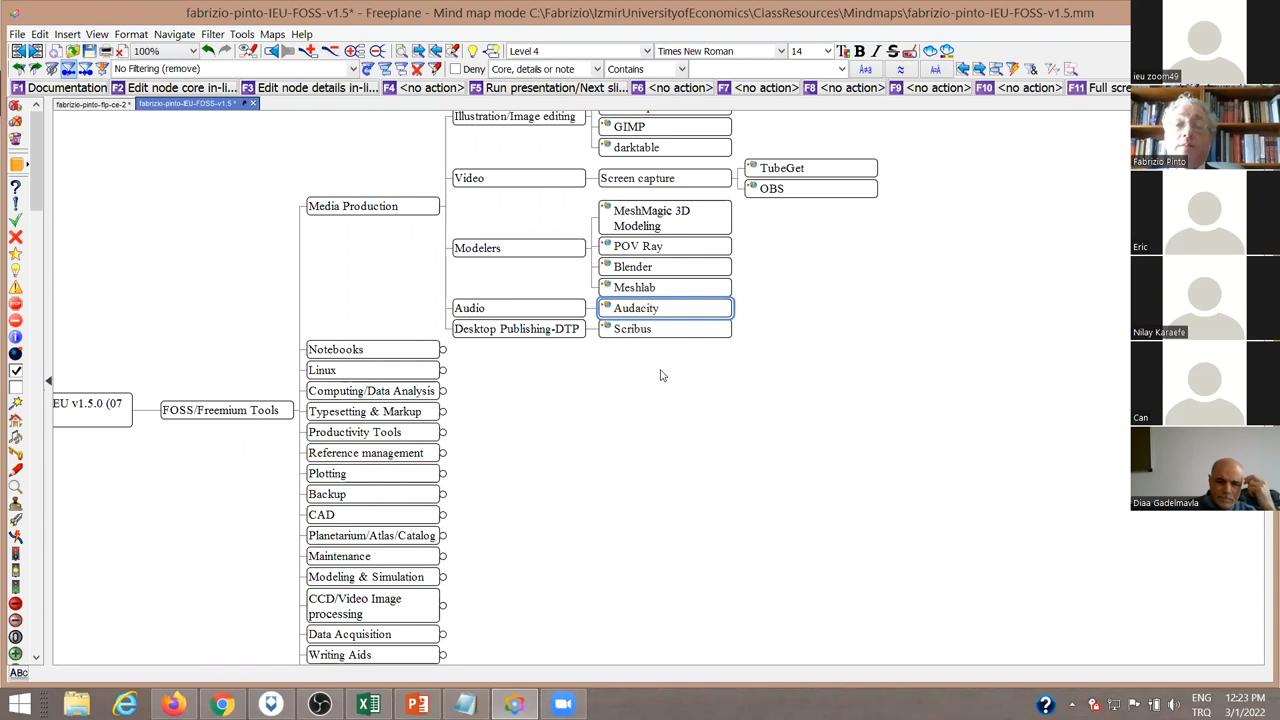 fabrizio-pinto-IEU-FOSS-v1.5* - Freeplane - Mind map mode C:\Fabrizio\IzmirUniversityofEconomics\ClassResources\Mindmaps\fabrizio-pinto-IEU-FOSS-v1.5.mm
File Edit Insert View Format Navigate Filter Tools Maps Help
100% Level 4 Times New Roman 14
No Filtering (remove) Deny Core, details or note Contains
F1 Documentation F2 Edit node core in-li... F3 Edit node details in-l... F4 <no action> F5 Run presentation/Next sli... F6 <no action> F7 <no action> F8 <no action> F9 <no action> F10 <no action> F11 Full scre
fabrizio-pinto-flp-ce-2 * fabrizio-pinto-IEU-FOSS-v1.5 *
Illustration/Image editing
GIMP
darktable
Video
Screen capture
TubeGet
OBS
Media Production
MeshMagic 3D
Modeling
Modelers
POV Ray
Blender
Meshlab
Audio
Audacity
Desktop Publishing-DTP
Scribus
Notebooks
Linux
Computing/Data Analysis
EU v1.5.0 (07
FOSS/Freemium Tools
Typesetting & Markup
Productivity Tools
Reference management
Plotting
Backup
CAD
Planetarium/Atlas/Catalog
Maintenance
Modeling & Simulation
CCD/Video Image
processing
Data Acquisition
Writing Aids
ABc
ieu zoom49
Fabrizio Pinto
Eric
Nilay Karaefe
Can
Diaa Gadelmavla
ENG
TRQ
12:23 PM
3/1/2022